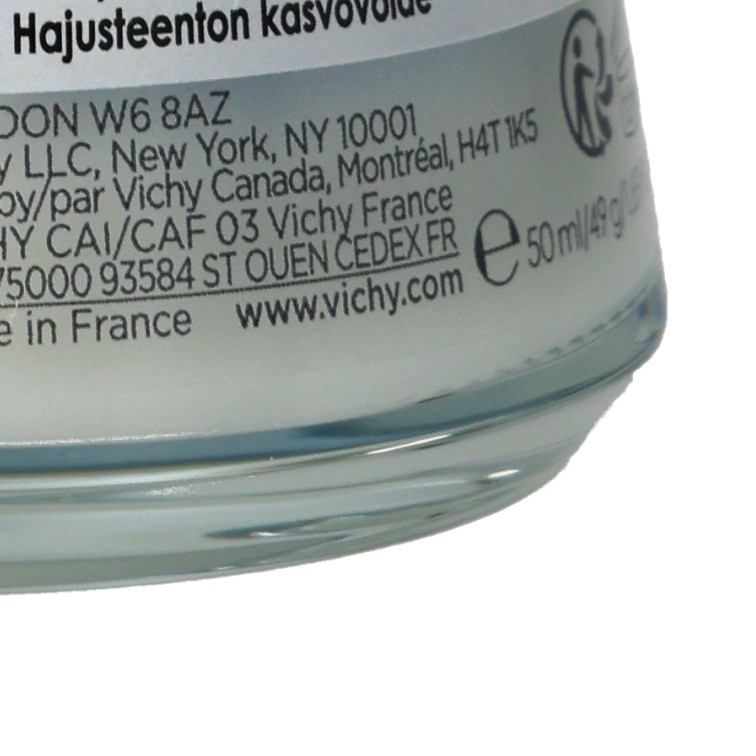 Hajusteenton kasvovoide
DON W6 8AZ
y LLC, New York, NY 10001
by/par Vichy Canada, Montréal, H4T 1K5
HY CAI/CAF 03 Vichy France
75000 93584 ST OUEN CEDEX FR
e in France www.vichy.com
e 50 ml/49 g/